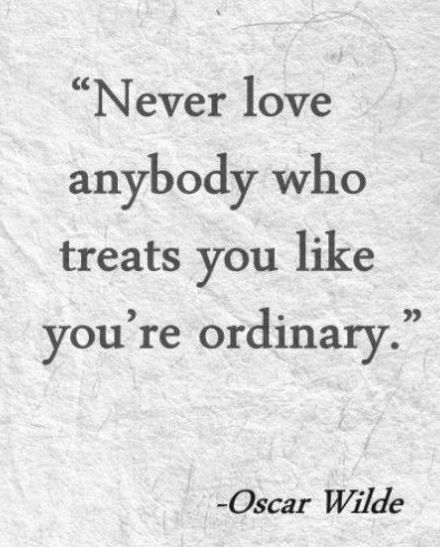 “Never love
anybody who
treats you like
you’re ordinary.”
-Oscar Wilde